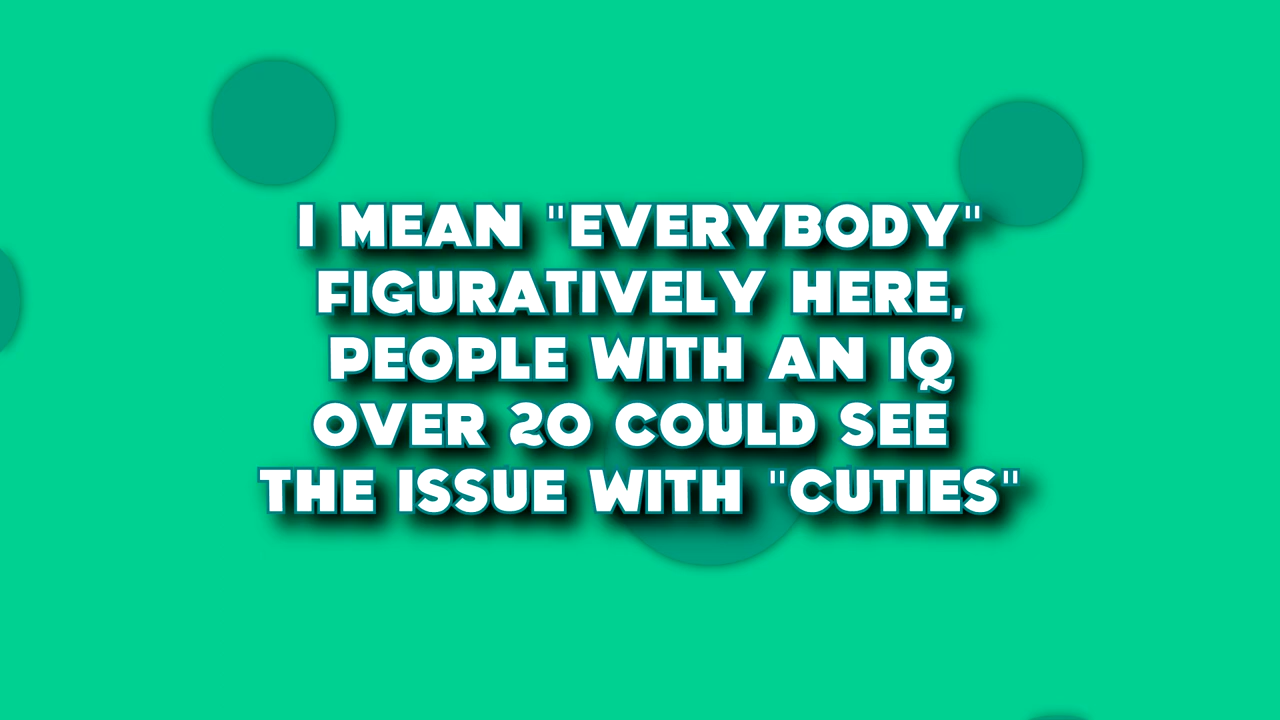 I MEAN "EVERYBODY"
FIGURATIVELY HERE,
PEOPLE WITH AN IQ
OVER 20 COULD SEE
THE ISSUE WITH "CUTIES"